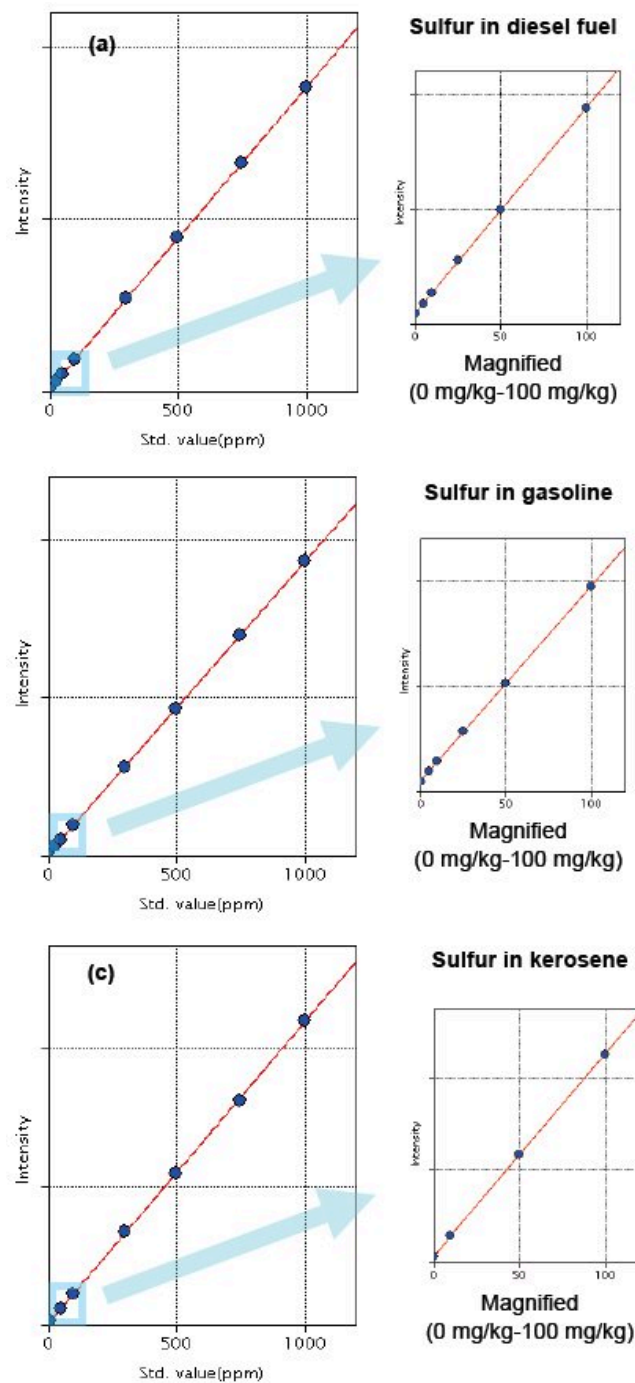 (a)
Intensity
0
500
1000
Std. value(ppm)
Sulfur in diesel fuel
Intensity
0
50
100
Magnified
(0 mg/kg-100 mg/kg)
Intensity
0
500
1000
Std. value(ppm)
Sulfur in gasoline
Intensity
0
50
100
Magnified
(0 mg/kg-100 mg/kg)
(c)
Intensity
0
500
1000
Std. value(ppm)
Sulfur in kerosene
Intensity
0
50
100
Magnified
(0 mg/kg-100 mg/kg)